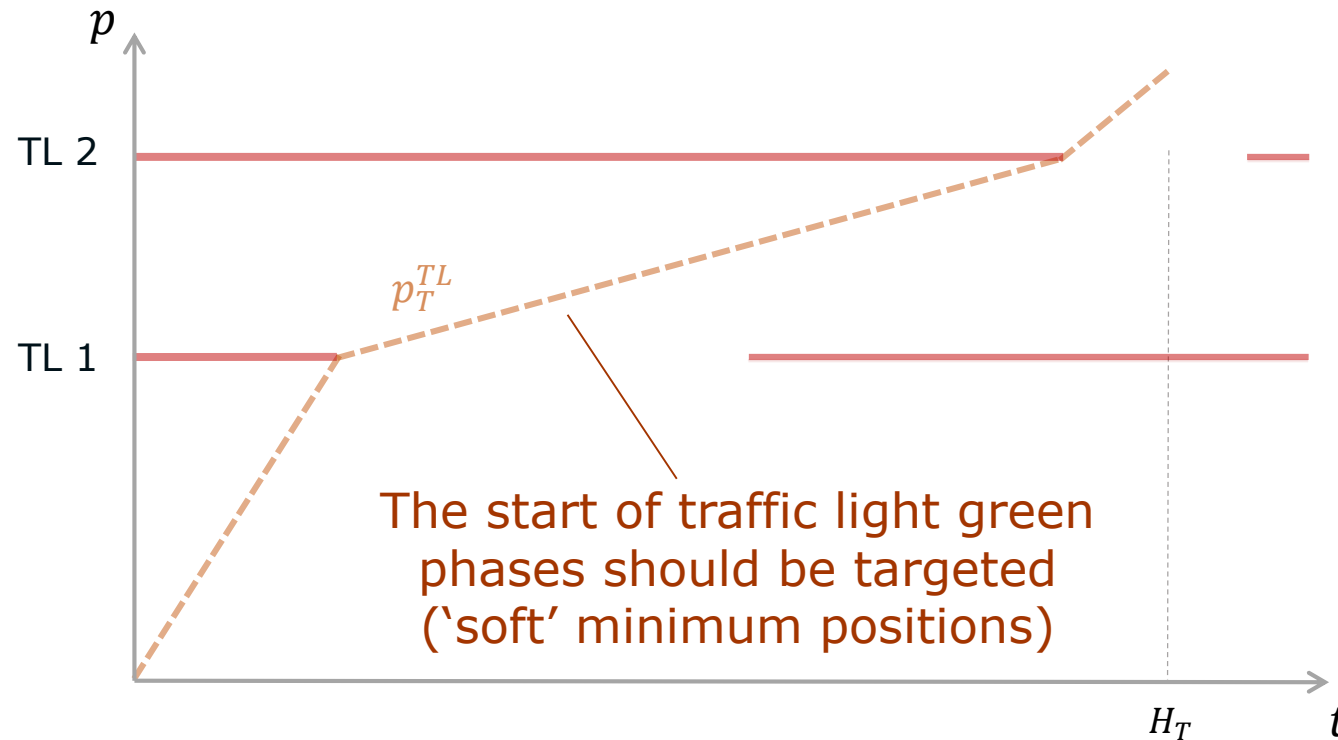 p
TL 2
p_T^{TL}
TL 1
The start of traffic light green
phases should be targeted
(‘soft’ minimum positions)
H_T
t